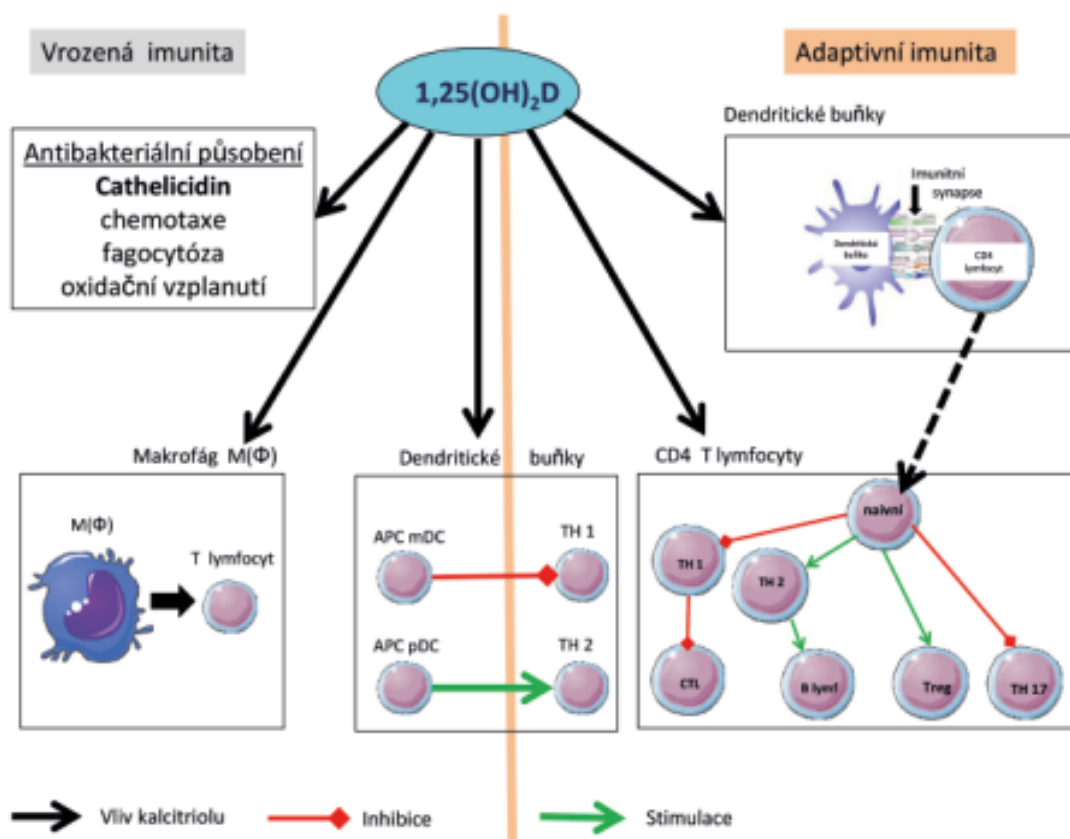 Vrozená imunita
Adaptivní imunita
1,25(OH)₂D
Antibakteriální působení
Cathelicidin
chemotaxe
fagocytóza
oxidační vzplanutí
Dendritické buňky
Imunitní
synapse
Dendritická
buňka
CD4
lymfocyt
Makrofág M(Φ)
M(Φ)
T lymfocyt
Dendritické buňky
APC mDC
TH 1
APC pDC
TH 2
CD4 T lymfocyty
naivní
TH 1
TH 2
CTL
B lymf
Treg
TH 17
Vliv kalcitriolu
Inhibice
Stimulace